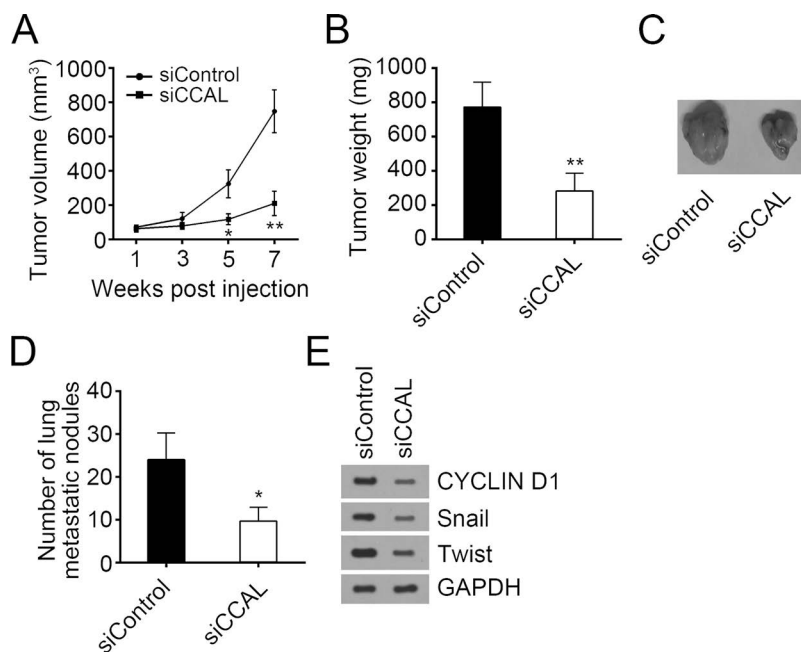 A
Tumor volume (mm³)
1000
800
600
400
200
0
siControl
siCCAL
*
**
1 3 5 7
Weeks post injection
B
Tumor weight (mg)
1000
800
600
400
200
0
**
siControl
siCCAL
C
siControl
siCCAL
D
Number of lung
metastatic nodules
40
30
20
10
0
*
siControl
siCCAL
E
siControl
siCCAL
CYCLIN D1
Snail
Twist
GAPDH